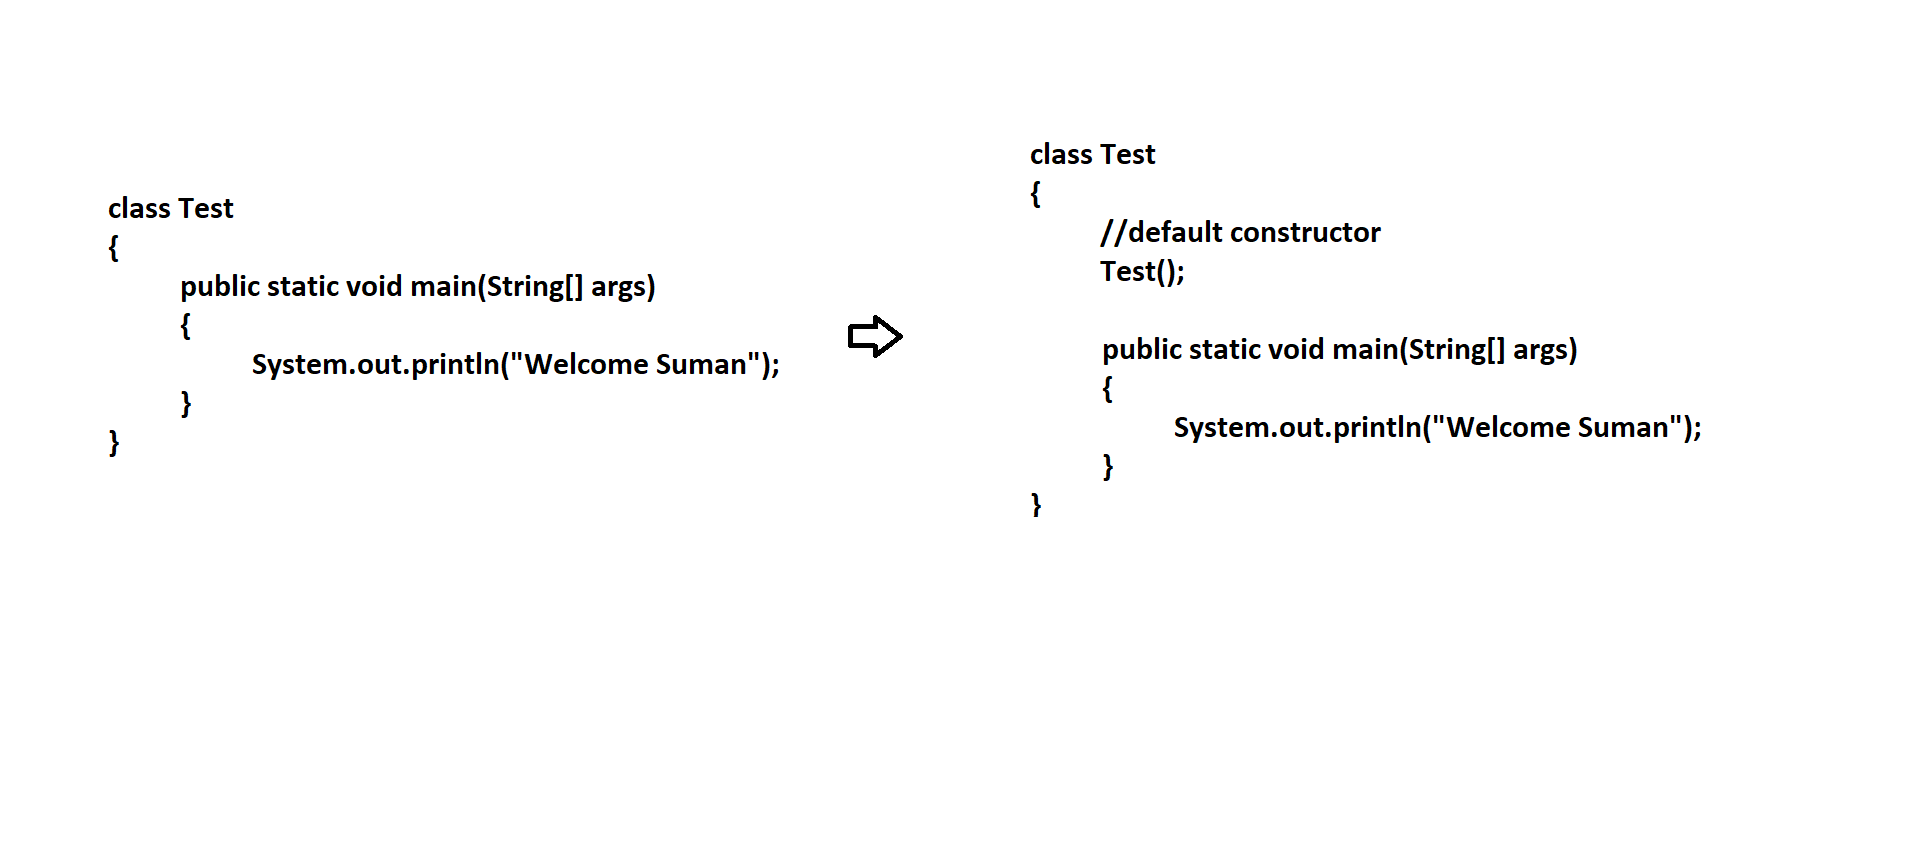 class Test
{
public static void main(String[] args)
{
System.out.println("Welcome Suman");
}
}
class Test
{
//default constructor
Test();
public static void main(String[] args)
{
System.out.println("Welcome Suman");
}
}